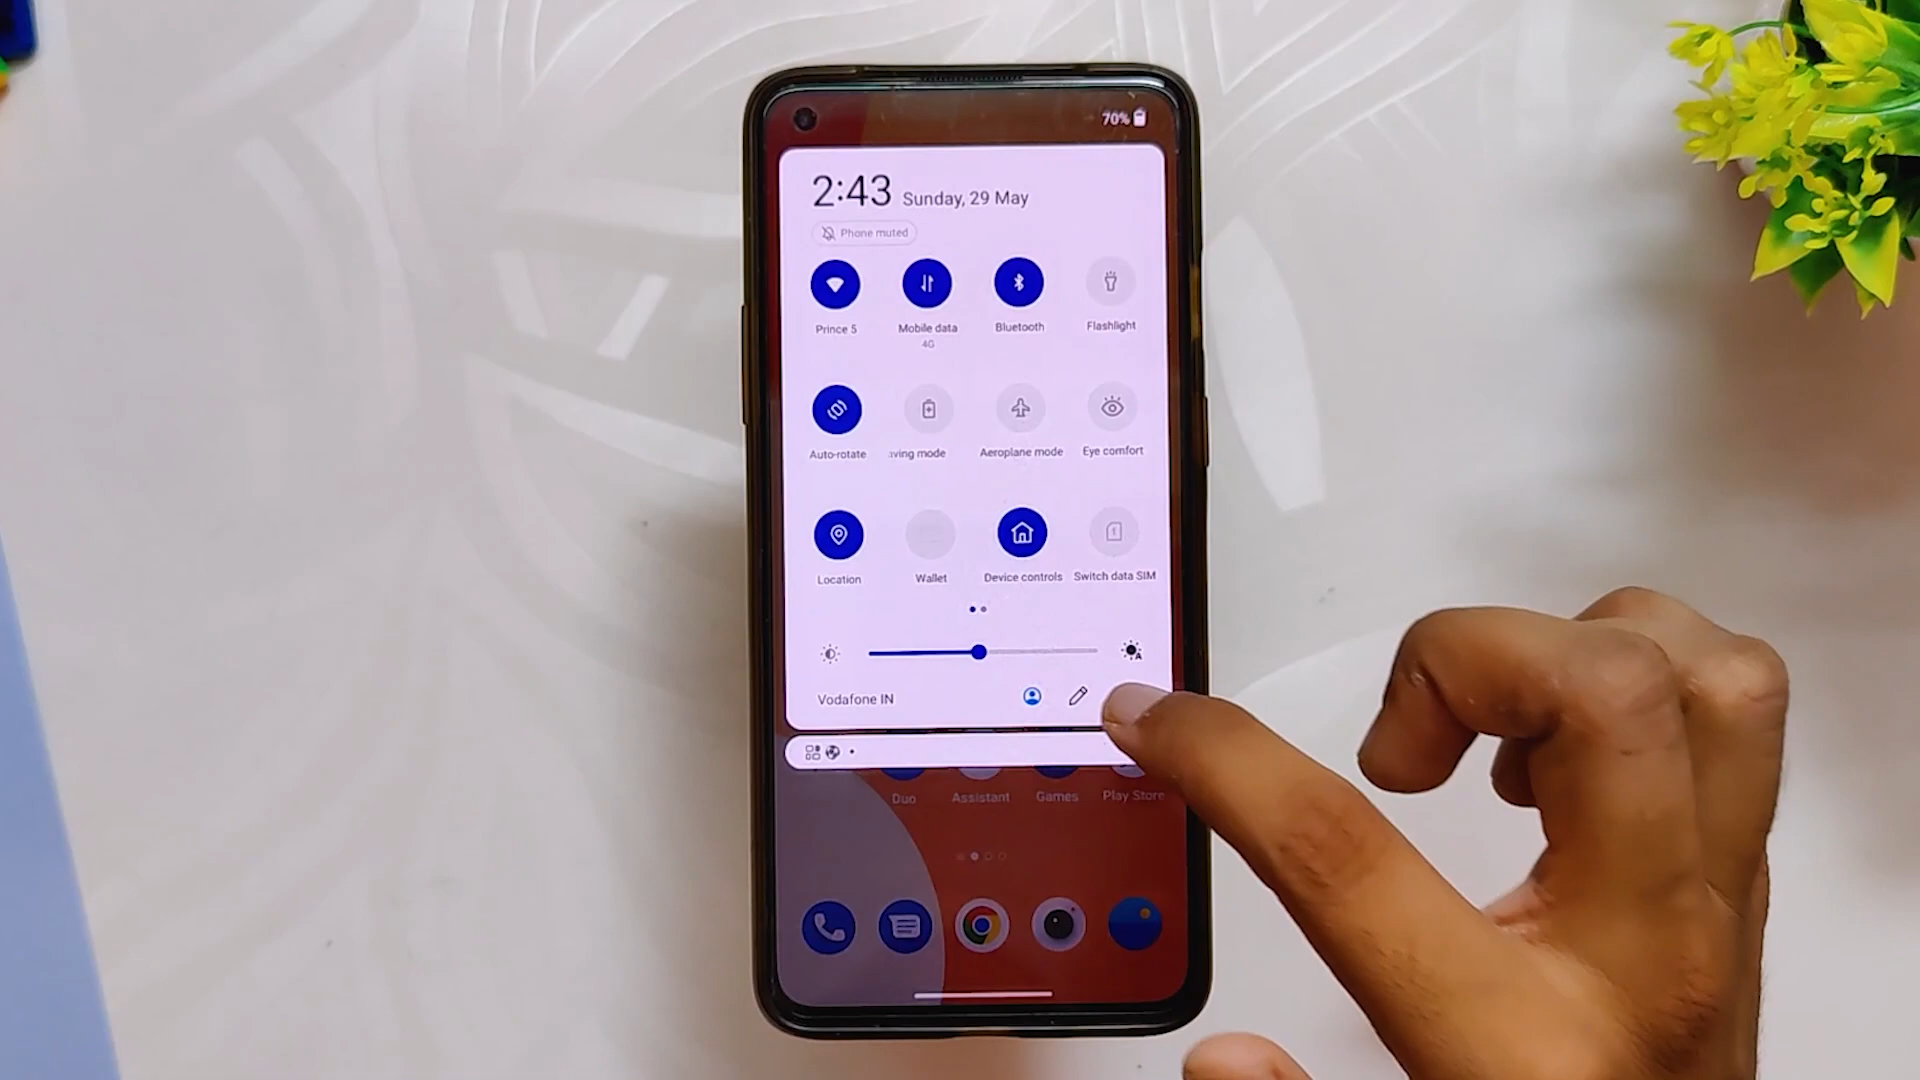 70%
2:43 Sunday, 29 May
Phone muted
Prince 5
Mobile data
Bluetooth
Flashlight
4G
Auto-rotate
ving mode
Aeroplane mode
Eye comfort
Location
Wallet
Device controls
Switch data SIM
A
Vodafone IN
Duo
Assistant
Games
Play Store